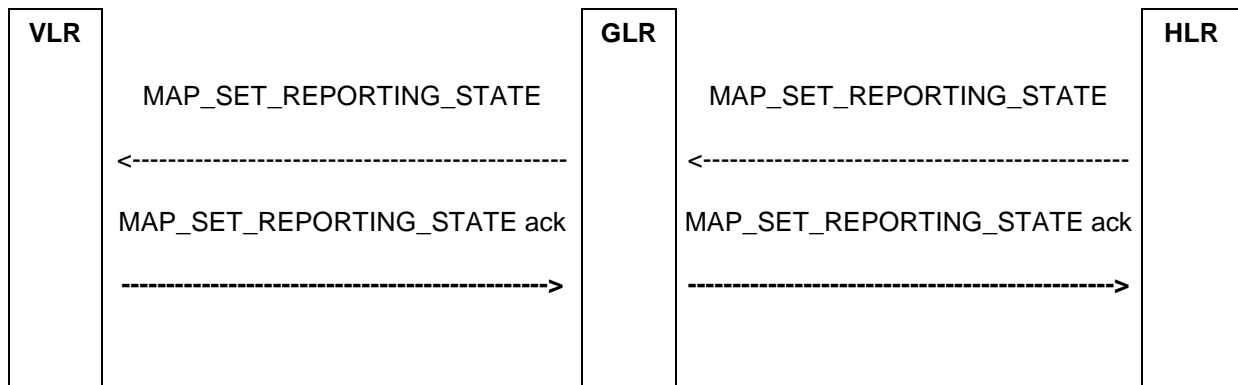 VLR GLR HLR
MAP_SET_REPORTING_STATE MAP_SET_REPORTING_STATE
<------------------------------------------------- <------------------------------------------------
MAP_SET_REPORTING_STATE ack MAP_SET_REPORTING_STATE ack
------------------------------------------------> ------------------------------------------------>